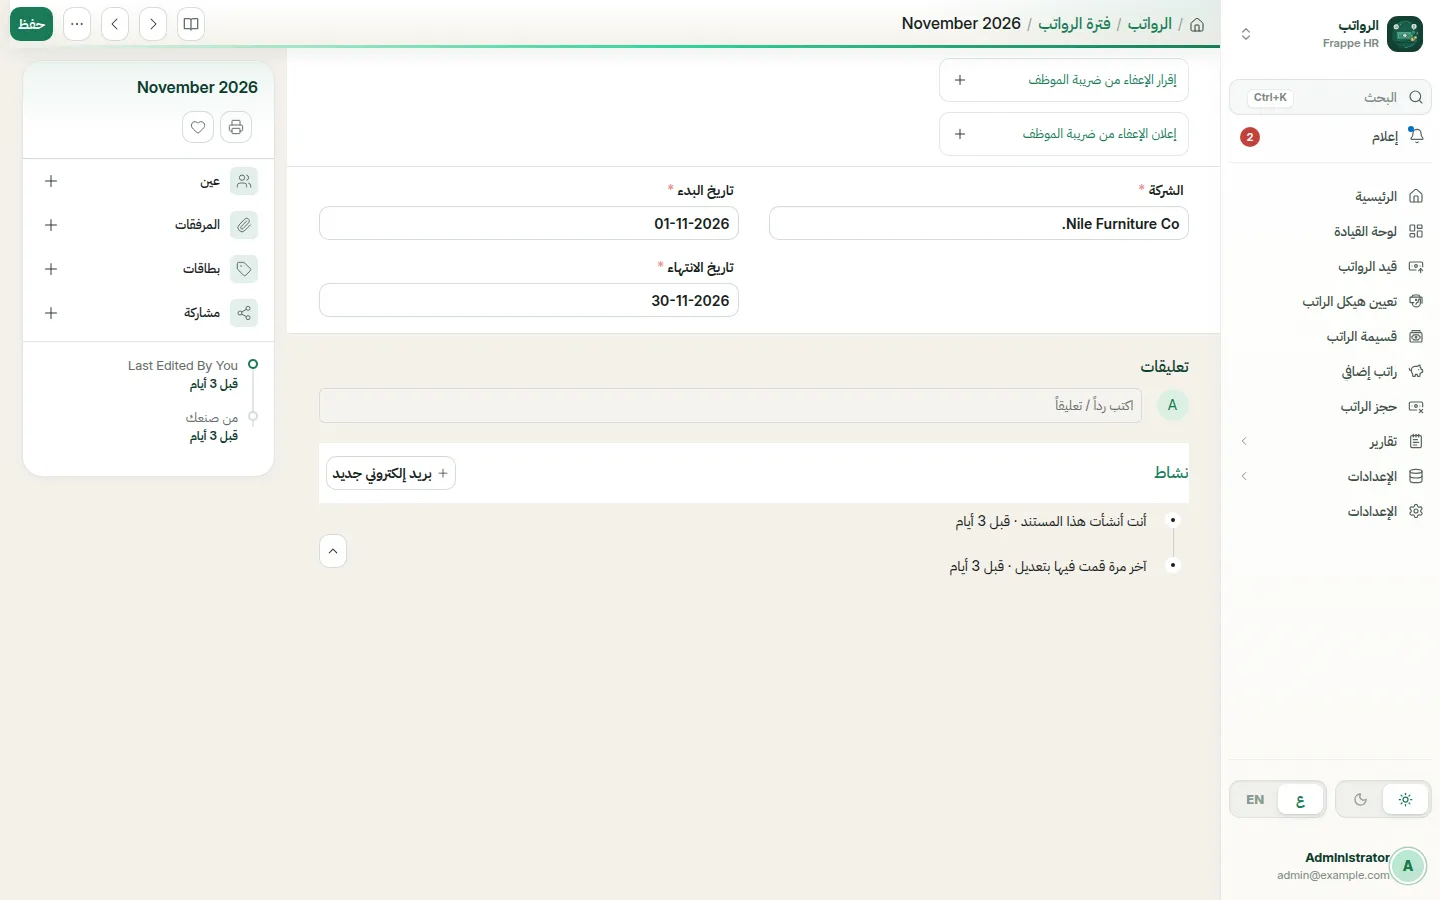 الرواتب
Frappe HR
البحث
Ctrl+K
إعلام
2
الرئيسية
لوحة القيادة
قيد الرواتب
تعيين هيكل الراتب
قسيمة الراتب
راتب إضافي
حجز الراتب
تقارير
الإعدادات
الإعدادات
ع
EN
A
Administrator
admin@example.com
الرواتب / فترة الرواتب / November 2026
حفظ
إقرار الإعفاء من ضريبة الموظف
إعلان الإعفاء من ضريبة الموظف
الشركة *
Nile Furniture Co.
تاريخ البدء *
01-11-2026
تاريخ الانتهاء *
30-11-2026
تعليقات
A
اكتب رداً / تعليقاً
نشاط
بريد إلكتروني جديد
أنت أنشأت هذا المستند · قبل 3 أيام
آخر مرة قمت فيها بتعديل · قبل 3 أيام
November 2026
عين
المرفقات
بطاقات
مشاركة
Last Edited By You
قبل 3 أيام
من صنعك
قبل 3 أيام